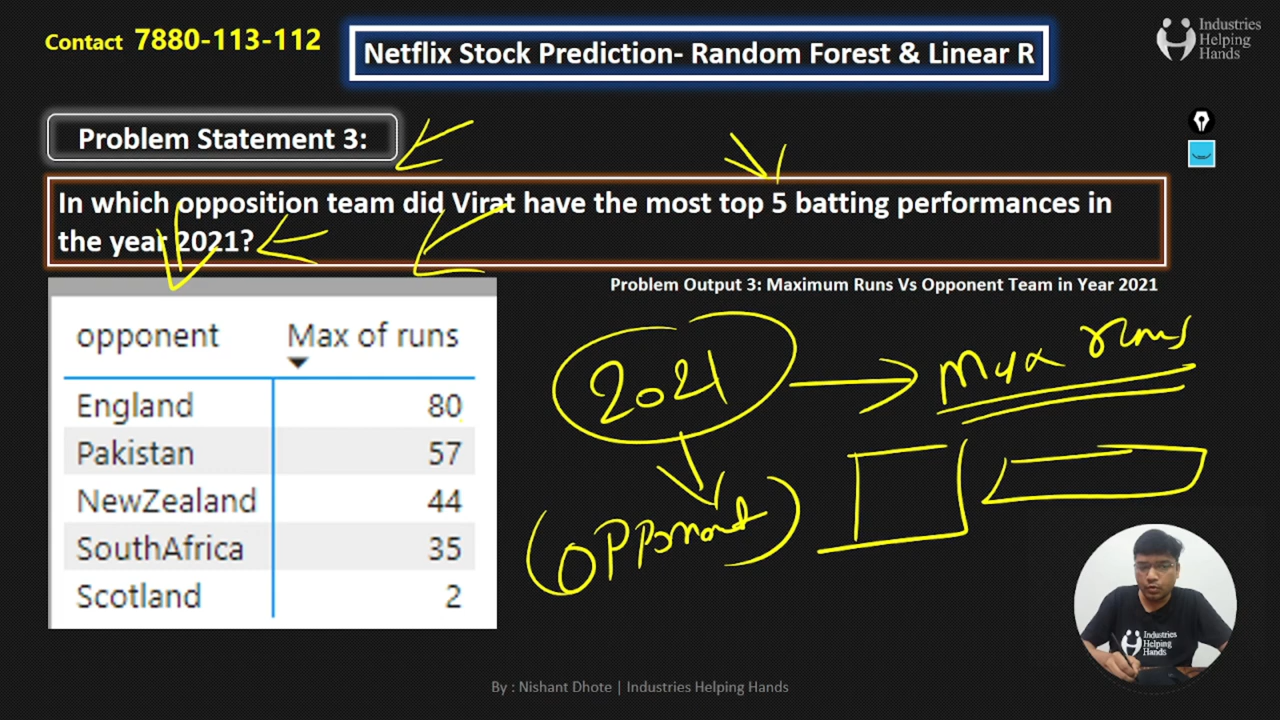 Contact 7880-113-112
Netflix Stock Prediction- Random Forest & Linear R
Industries
Helping
Hands
Problem Statement 3:
In which opposition team did Virat have the most top 5 batting performances in
the year 2021?
Problem Output 3: Maximum Runs Vs Opponent Team in Year 2021
opponent Max of runs
England 80
Pakistan 57
NewZealand 44
SouthAfrica 35
Scotland 2
2021
Max runs
(opponent)
Industries
Helping
Hands
By : Nishant Dhote | Industries Helping Hands